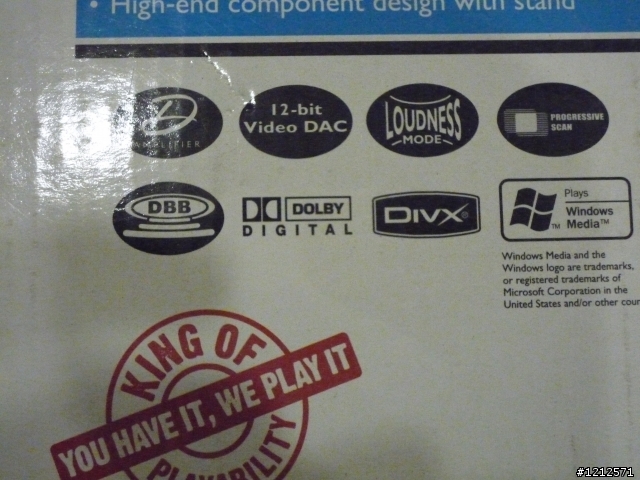 • High-end component design with stand
D
AMPLIFIER
12-bit
Video DAC
LOUDNESS
MODE
PROGRESSIVE
SCAN
DBB
DOLBY
DIGITAL
DIVX®
Plays
Windows
Media™
™
Windows Media and the
Windows logo are trademarks,
or registered trademarks of
Microsoft Corporation in the
United States and/or other cour
KING OF
YOU HAVE IT, WE PLAY IT
PLAYABILITY
#1212571